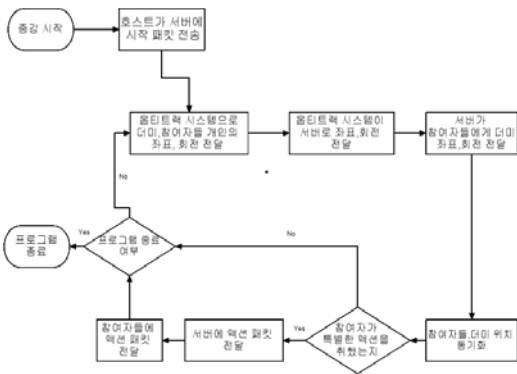 증강 시작
호스트가 서버에
시작 패킷 전송
옵티트랙 시스템으로
더미,참여자들 개인의
좌표, 회전 전달
옵티트랙 시스템이
서버로 좌표,회전
전달
서버가
참여자들에게 더미
좌표,회전 전달
No
프로그램
종료
Yes
프로그램 종료
여부
No
참여자들에
액션 패킷
전달
서버에 액션 패킷
전달
Yes
참여자가
특별한 액션을
취했는지
참여자들,더미 위치
동기화